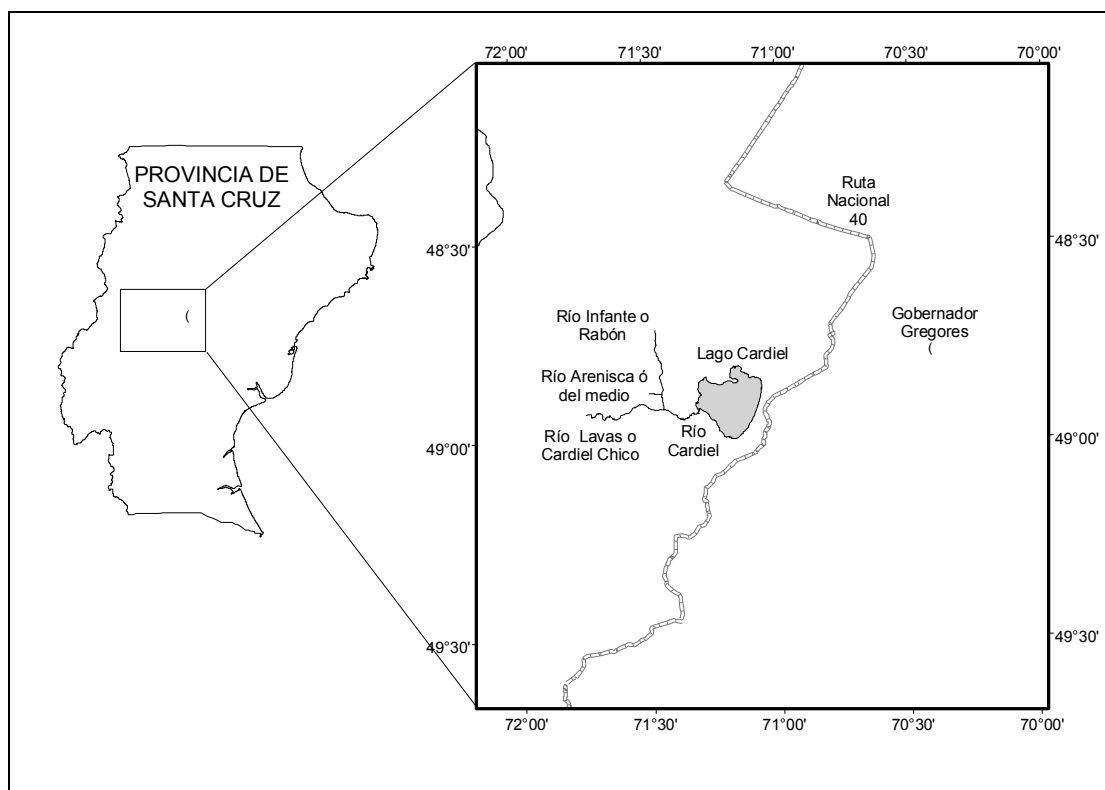 72°00'
71°30'
71°00'
70°30'
70°00'
PROVINCIA DE
SANTA CRUZ
Ruta
Nacional
40
48°30'
48°30'
Río Infante o
Rabón
Gobernador
Gregores
Lago Cardiel
Río Arenisca ó
del medio
Río Lavas o
Cardiel Chico
Río
Cardiel
49°00'
49°00'
49°30'
49°30'
72°00'
71°30'
71°00'
70°30'
70°00'